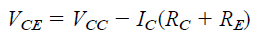 V_CE = V_CC − I_C(R_C + R_E)